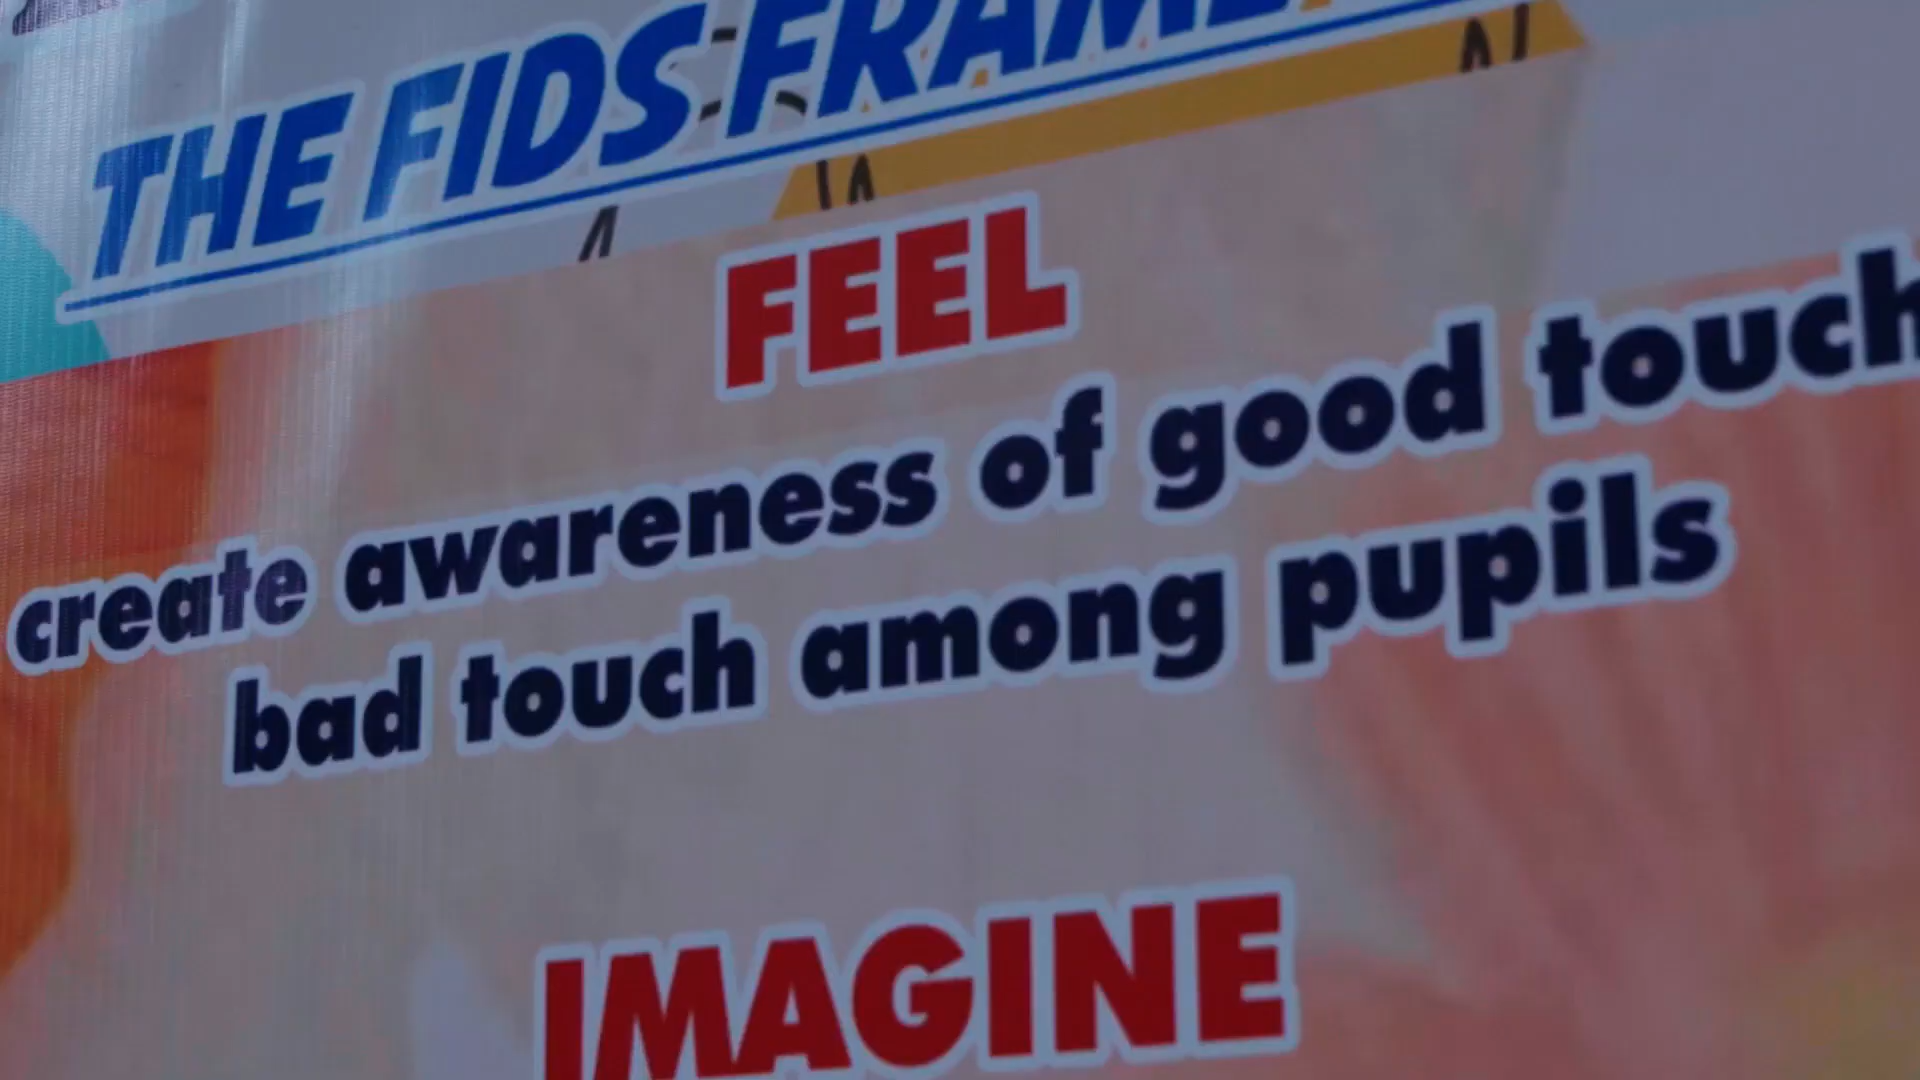 THE FIDS
FEEL
create awareness of good touch
bad touch among pupils
IMAGINE